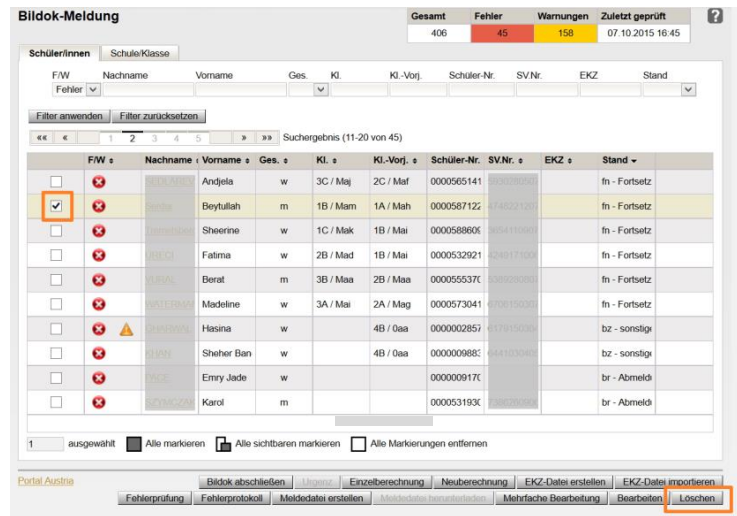 Bildok-Meldung
Gesamt Fehler Warnungen Zuletzt geprüft
406 45 158 07.10.2015 16:45
?
Schüler/innen Schule/Klasse
F/W Nachname Vorname Ges. Kl. Kl.-Vorj. Schüler-Nr. SV.Nr. EKZ Stand
Fehler
Filter anwenden Filter zurücksetzen
«« « 1 2 3 4 5 » »» Suchergebnis (11-20 von 45)
F/W Nachname Vorname Ges. Kl. Kl.-Vorj. Schüler-Nr. SV.Nr. EKZ Stand
Andjela w 3C / Maj 2C / Maf 0000565141 fn - Fortsetz
Beytullah m 1B / Mam 1A / Mah 0000587122 fn - Fortsetz
Sheerine w 1C / Mak 1B / Mai 000058860 fn - Fortsetz
Fatima w 2B / Mad 1B / Mai 0000532921 fn - Fortsetz
Berat m 3B / Maa 2B / Maa 000055537 fn - Fortsetz
Madeline w 3A / Mai 2A / Mag 0000573041 fn - Fortsetz
Hasina w 4B / 0aa 0000002857 bz - sonstige
Sheher Ban w 4B / 0aa 000000988 bz - sonstige
Emry Jade w 000000917 br - Abmeld
Karol m 000053193 br - Abmeld
1 ausgewählt Alle markieren Alle sichtbaren markieren Alle Markierungen entfernen
Portal Austria
Bildok abschließen Urgenz Einzelberechnung Neuberechnung EKZ-Datei erstellen EKZ-Datei importieren
Fehlerprüfung Fehlerprotokoll Meldedatei erstellen Meldedatei herunterladen Mehrfache Bearbeitung Bearbeiten Löschen